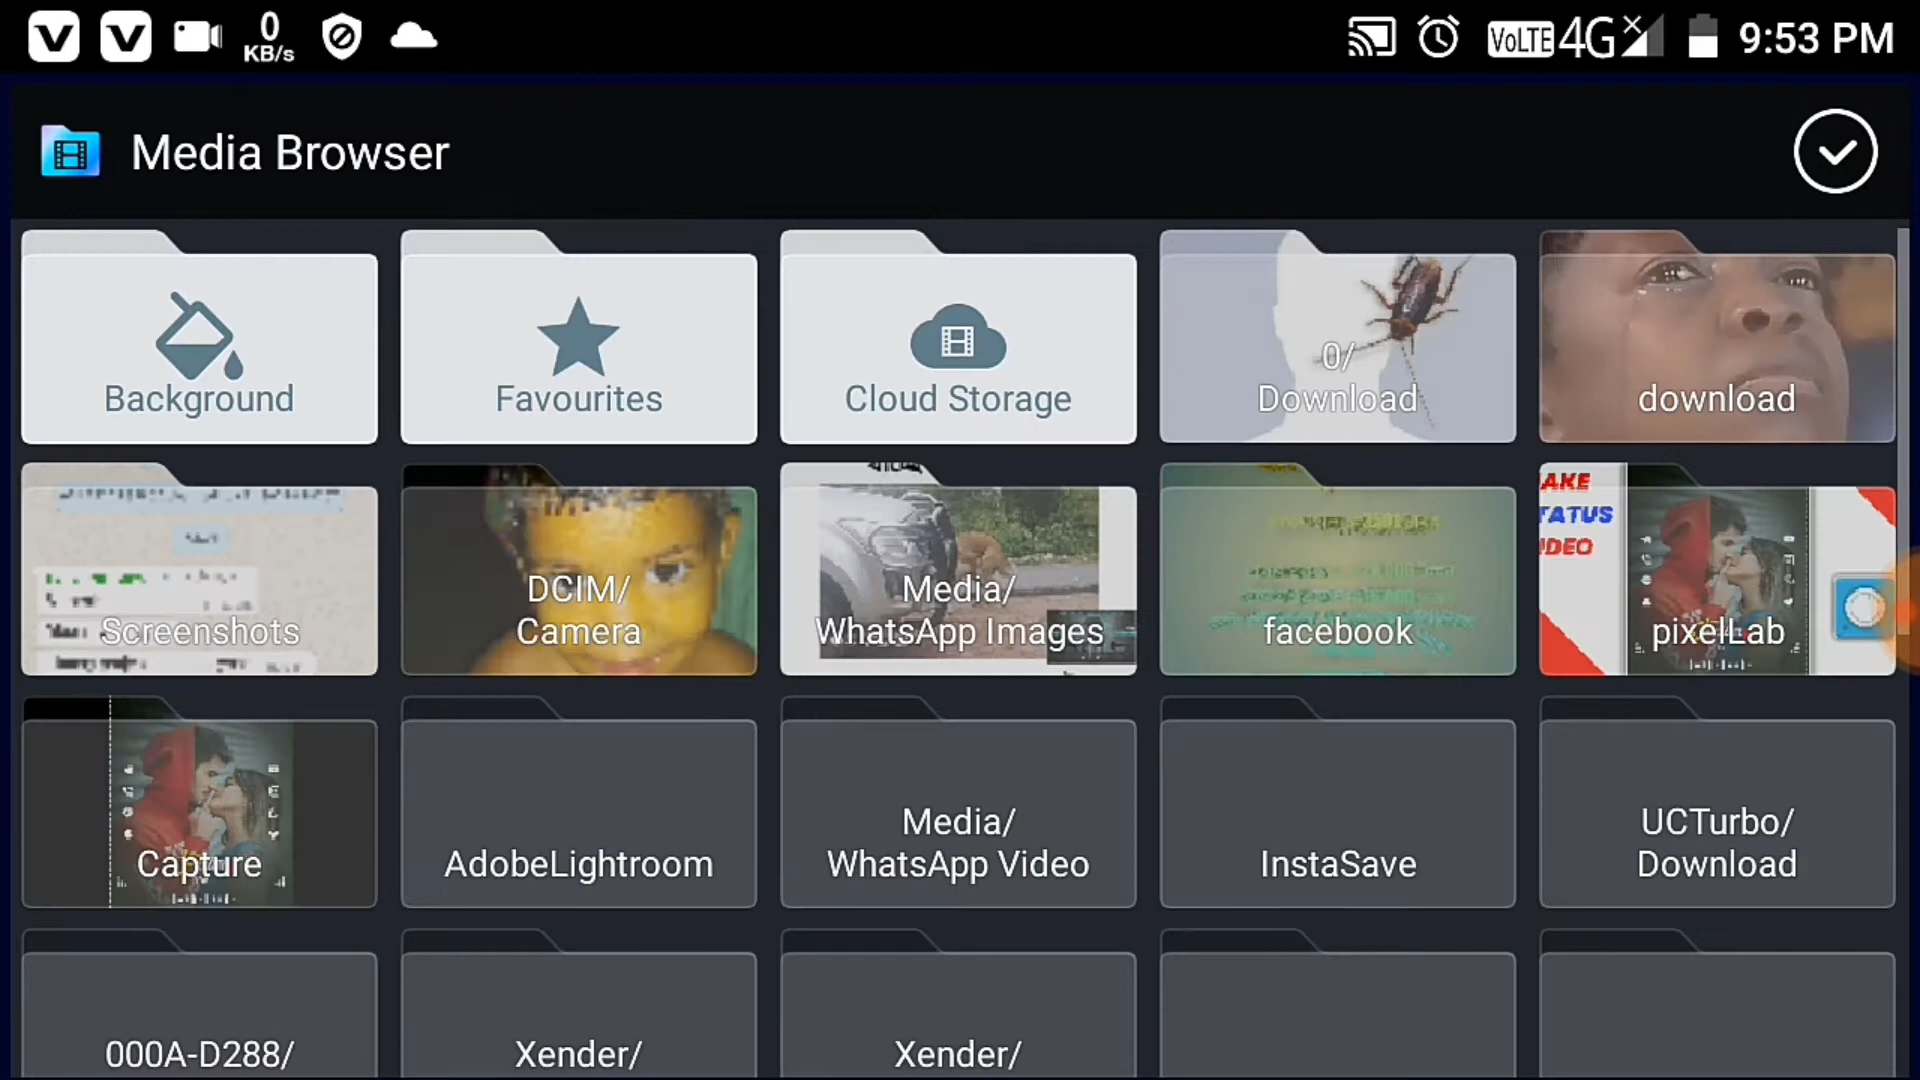 0
KB/s
VoLTE 4G
9:53 PM
Media Browser
Background
Favourites
Cloud Storage
0/
Download
download
Screenshots
DCIM/
Camera
Media/
WhatsApp Images
facebook
AKE
TATUS
IDEO
pixelLab
Capture
AdobeLightroom
Media/
WhatsApp Video
InstaSave
UCTurbo/
Download
000A-D288/
Xender/
Xender/